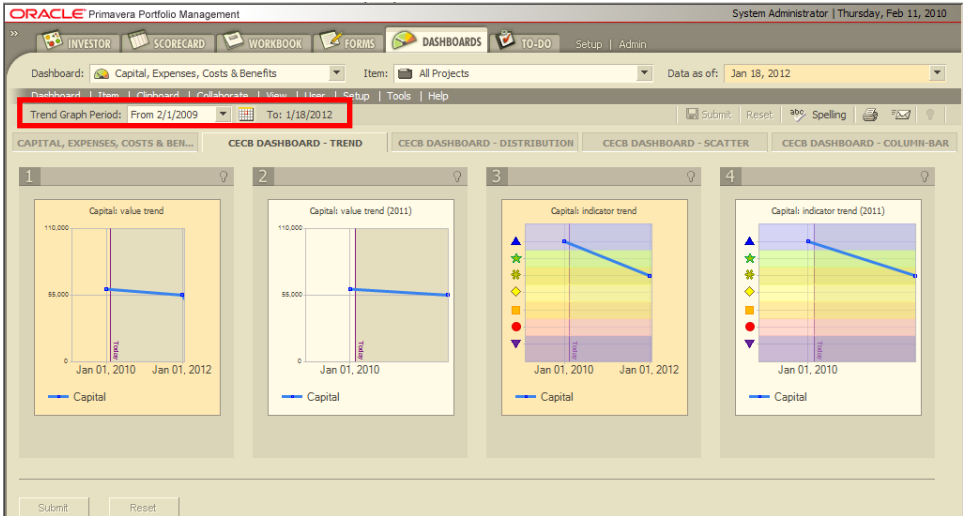 ORACLE Primavera Portfolio Management System Administrator | Thursday, Feb 11, 2010
» INVESTOR SCORECARD WORKBOOK FORMS DASHBOARDS TO-DO Setup | Admin
Dashboard: Capital, Expenses, Costs & Benefits Item: All Projects Data as of: Jan 18, 2012
Dashboard | Item | Clipboard | Collaborate | View | User | Setup | Tools | Help
Trend Graph Period: From 2/1/2009 To: 1/18/2012 Submit Reset abc Spelling
CAPITAL, EXPENSES, COSTS & BEN... CECB DASHBOARD - TREND CECB DASHBOARD - DISTRIBUTION CECB DASHBOARD - SCATTER CECB DASHBOARD - COLUMN-BAR
1 2 3 4
Capital: value trend
110,000
55,000
0
Today
Jan 01, 2010 Jan 01, 2012
Capital
Capital: value trend (2011)
110,000
55,000
0
Today
Jan 01, 2010
Capital
Capital: indicator trend
Today
Jan 01, 2010 Jan 01, 2012
Capital
Capital: indicator trend (2011)
Today
Jan 01, 2010
Capital
Submit Reset